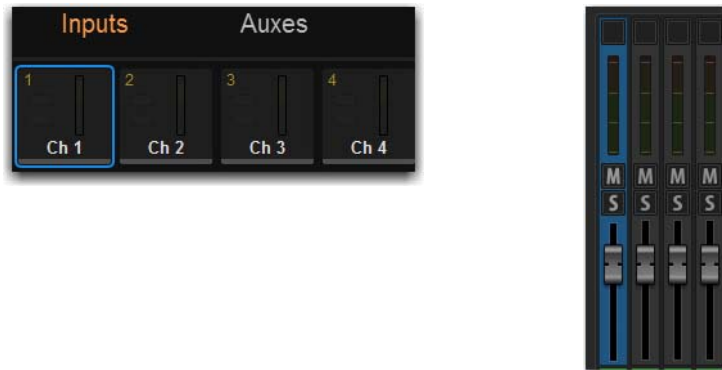 Inputs Auxes
1 2 3 4
Ch 1 Ch 2 Ch 3 Ch 4
M M M M
S S S S